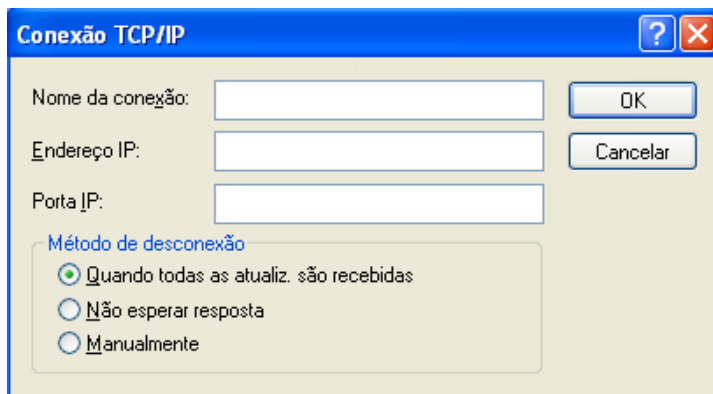 Conexão TCP/IP
Nome da conexão:
OK
Endereço IP:
Cancelar
Porta IP:
Método de desconexão
Quando todas as atualiz. são recebidas
Não esperar resposta
Manualmente